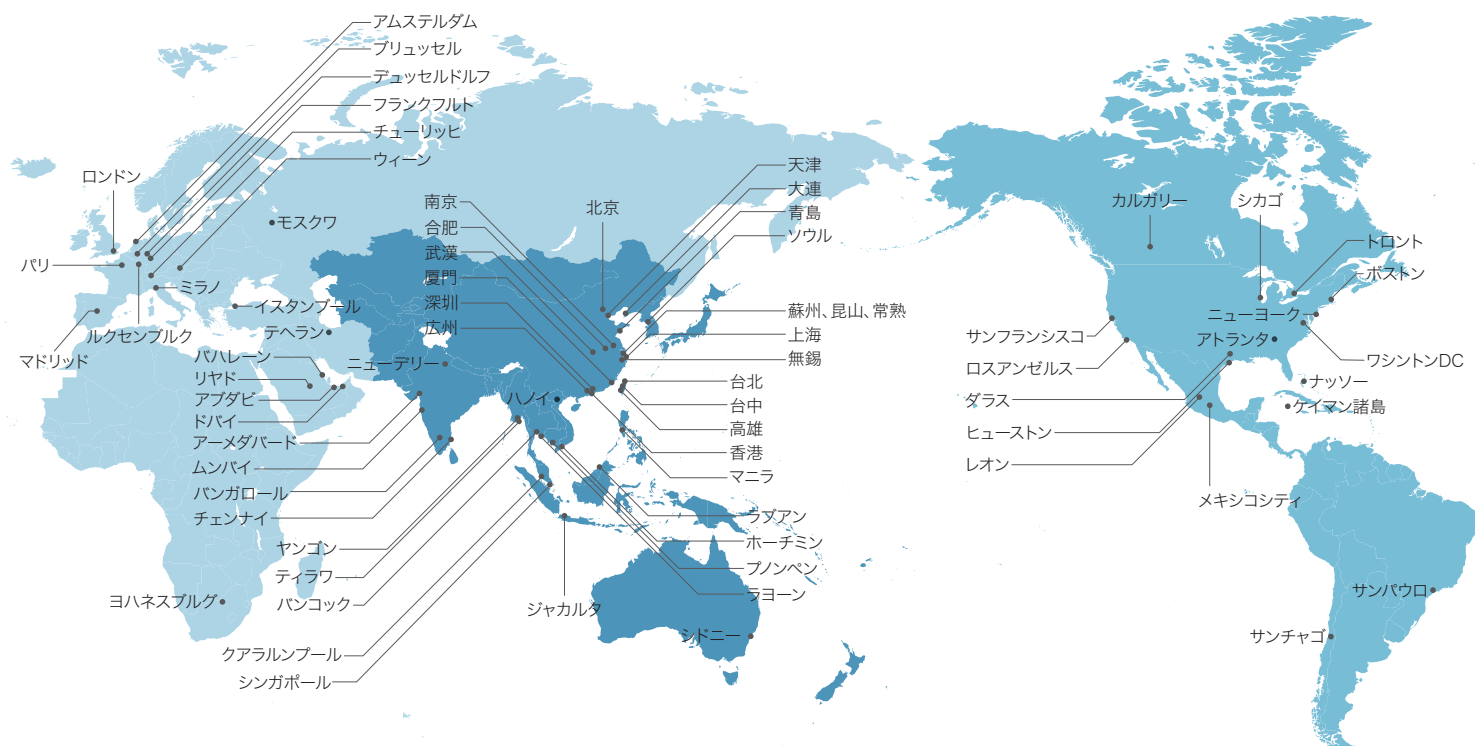 アムステルダム
ブリュッセル
デュッセルドルフ
フランクフルト
チューリッヒ
ウィーン
ロンドン
モスクワ
パリ
ミラノ
イスタンブール
ルクセンブルク
テヘラン
マドリッド
バハレーン
リヤド
アブダビ
ドバイ
アーメダバード
ムンバイ
バンガロール
チェンナイ
ヤンゴン
ティラワ
バンコック
ヨハネスブルグ
クアラルンプール
シンガポール
南京
合肥
武漢
厦門
深圳
広州
ニューデリー
ハノイ
北京
天津
大連
青島
ソウル
蘇州、昆山、常熟
上海
無錫
台北
台中
高雄
香港
マニラ
ラブアン
ホーチミン
プノンペン
ラヨーン
ジャカルタ
シドニー
カルガリー
シカゴ
トロント
ボストン
ニューヨーク
サンフランシスコ
アトランタ
ワシントンDC
ロスアンゼルス
ナッソー
ダラス
ケイマン諸島
ヒューストン
レオン
メキシコシティ
サンパウロ
サンチャゴ